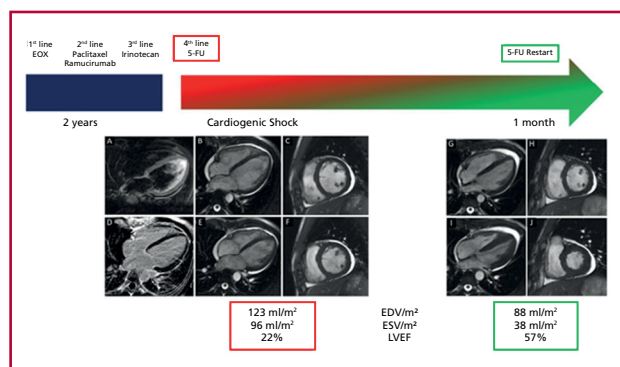 1st line
EOX
2nd line
Paclitaxel
Ramucirumab
3rd line
Irinotecan
4th line
5-FU
5-FU Restart
2 years
Cardiogenic Shock
1 month
A
B
C
D
E
F
G
H
I
J
123 ml/m²
96 ml/m²
22%
EDV/m²
ESV/m²
LVEF
88 ml/m²
38 ml/m²
57%